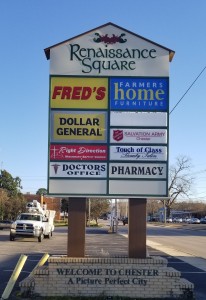 Renaissance
Square
FRED'S
FARMERS
home
FURNITURE
DOLLAR
GENERAL
SALVATION ARMY
Right Direction
Touch of Glass
DOCTORS
OFFICE
PHARMACY
WELCOME TO CHESTER
A Picture Perfect City